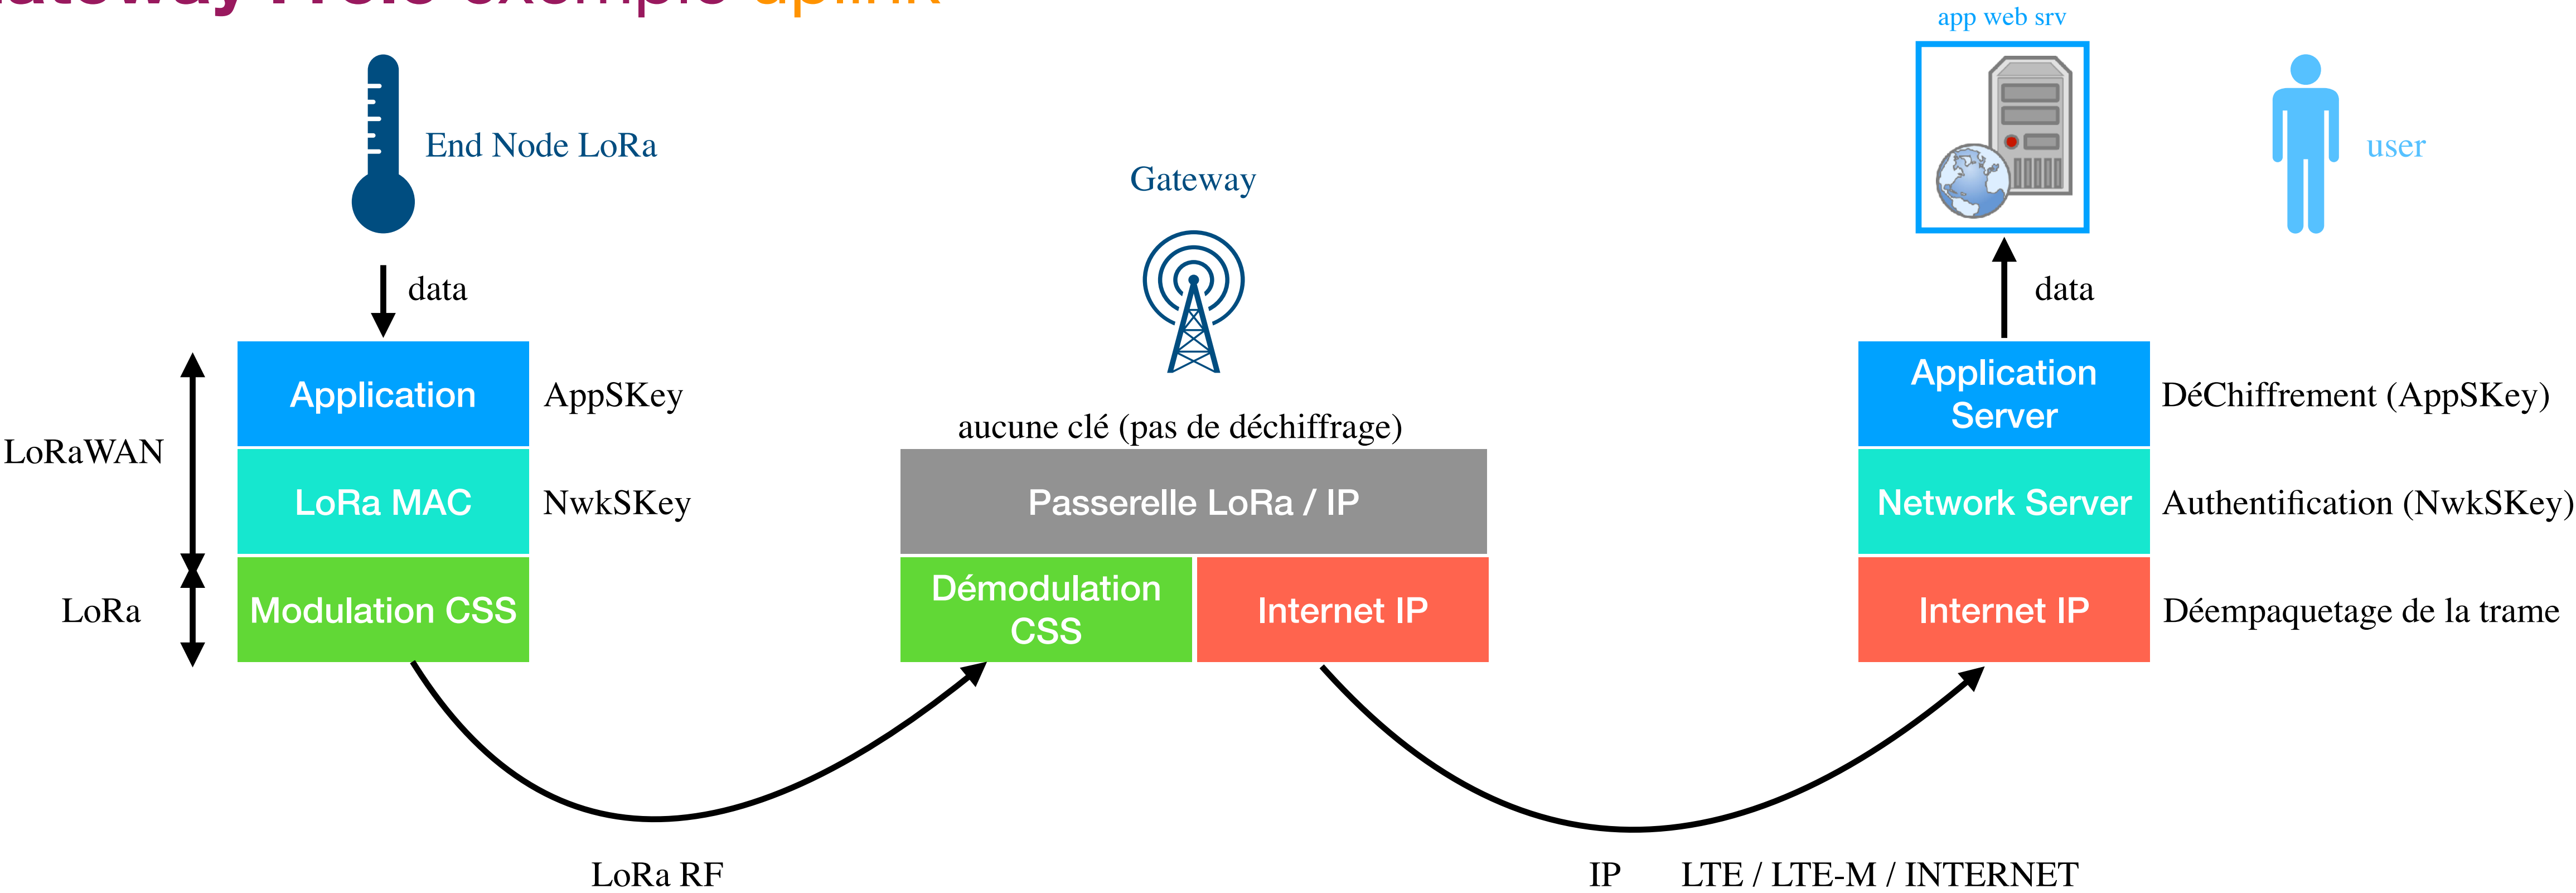 exemple uplink
app web srv
End Node LoRa
user
Gateway
data
data
Application
AppSKey
Application
Server
DéChiffrement (AppSKey)
aucune clé (pas de déchiffrage)
LoRaWAN
LoRa MAC
NwkSKey
Passerelle LoRa / IP
Network Server
Authentification (NwkSKey)
LoRa
Modulation CSS
Démodulation
CSS
Internet IP
Internet IP
Déempaquetage de la trame
LoRa RF
IP
LTE / LTE-M / INTERNET